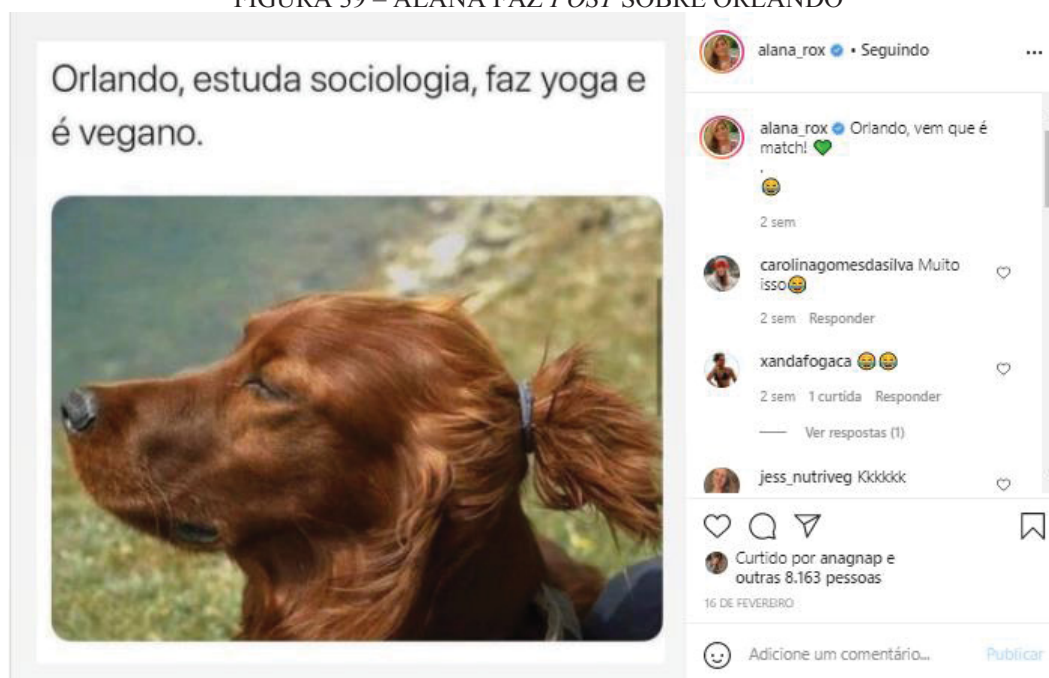 FIGURA 39 – ALANA FAZ POST SOBRE ORLANDO
Orlando, estuda sociologia, faz yoga e
é vegano.
alana_rox • Seguindo
alana_rox Orlando, vem que é
match! 💚
.
😂
2 sem
carolinagomesdasilva Muito
isso😂
2 sem Responder
xandafogaca 😂😂
2 sem 1 curtida Responder
Ver respostas (1)
jess_nutriveg Kkkkkk
Curtido por anagnap e
outras 8.163 pessoas
16 DE FEVEREIRO
Adicione um comentário... Publicar